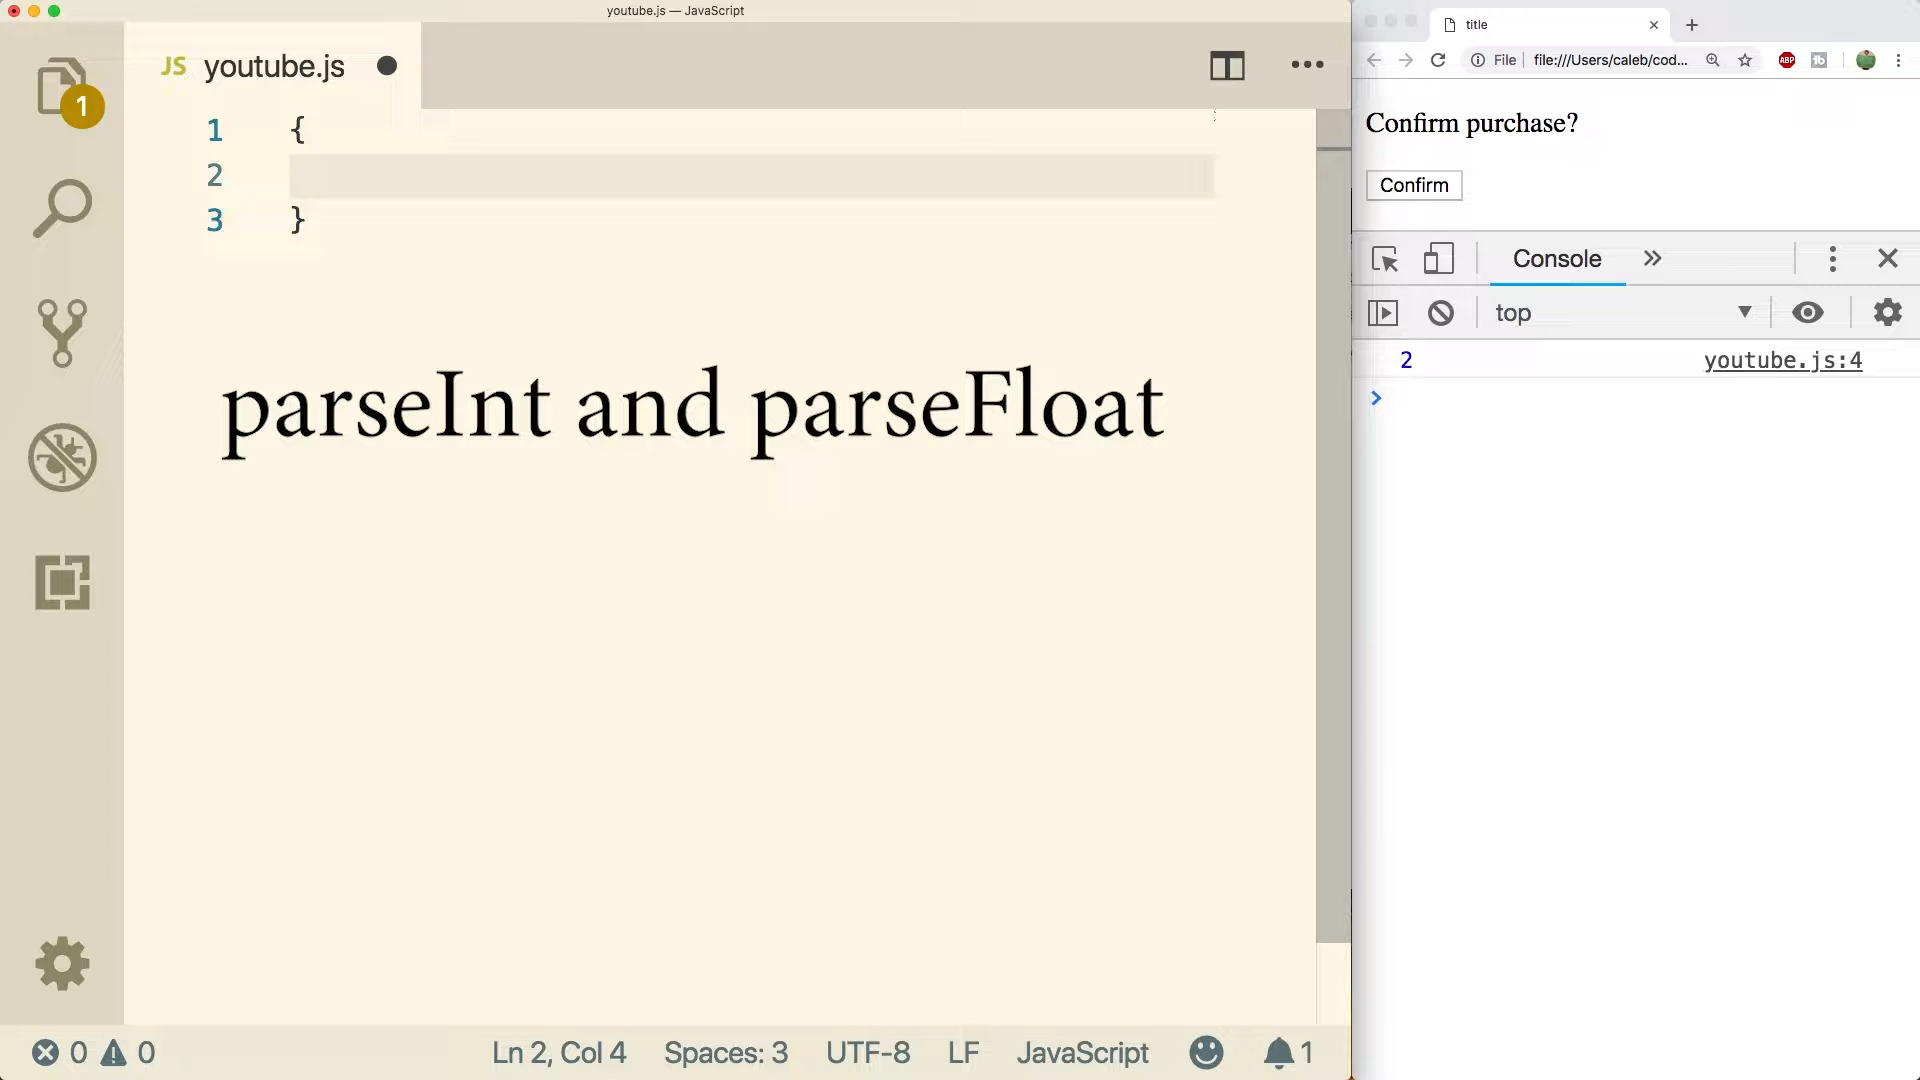 youtube.js — JavaScript
JS youtube.js
1
1 {
2
3 }
parseInt and parseFloat
0 0
Ln 2, Col 4 Spaces: 3 UTF-8 LF JavaScript 1
title
File file:///Users/caleb/cod... ABP
Confirm purchase?
Confirm
Console
top
2 youtube.js:4